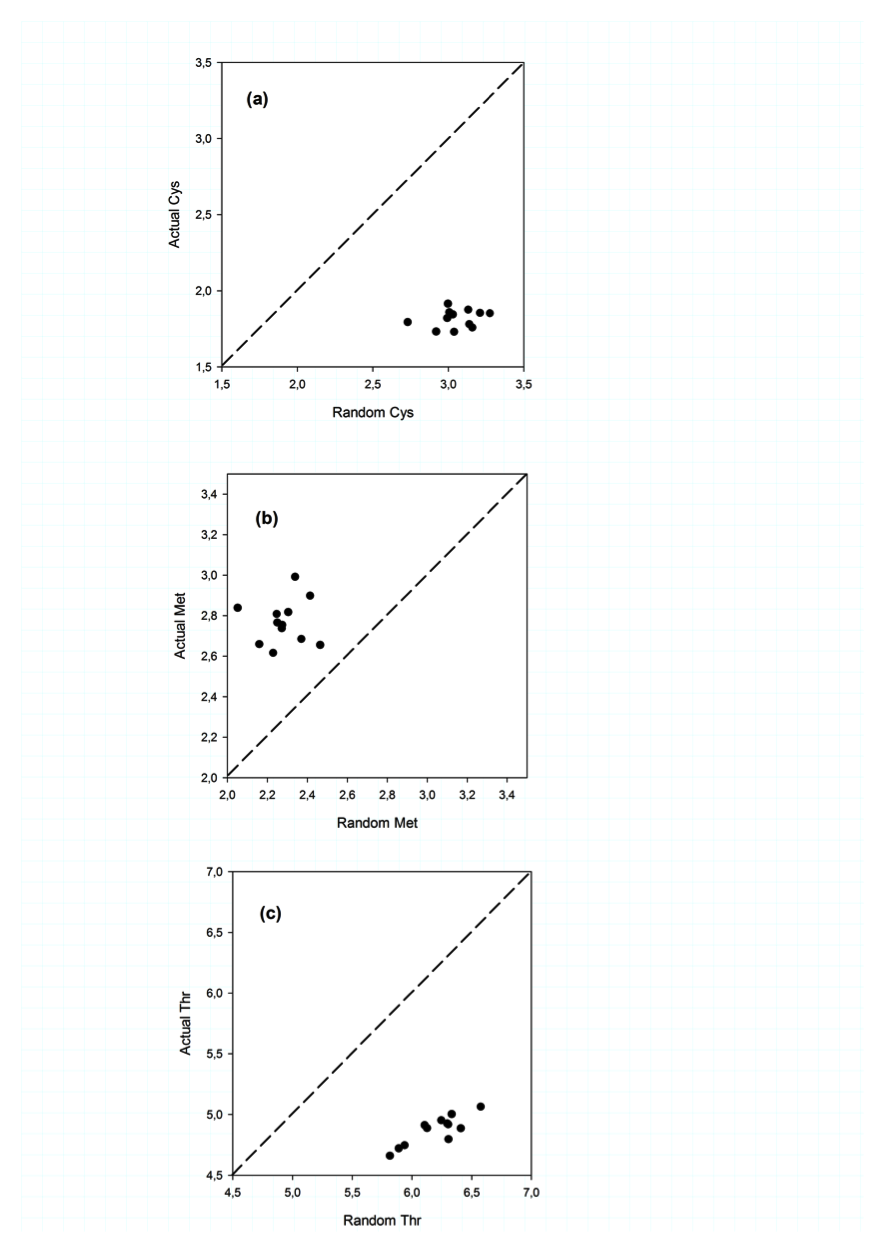 3,5
(a)
3,0
Actual Cys
2,5
2,0
1,5
1,5 2,0 2,5 3,0 3,5
Random Cys
3,4
(b)
3,2
3,0
Actual Met
2,8
2,6
2,4
2,2
2,0
2,0 2,2 2,4 2,6 2,8 3,0 3,2 3,4
Random Met
7,0
(c)
6,5
6,0
Actual Thr
5,5
5,0
4,5
4,5 5,0 5,5 6,0 6,5 7,0
Random Thr